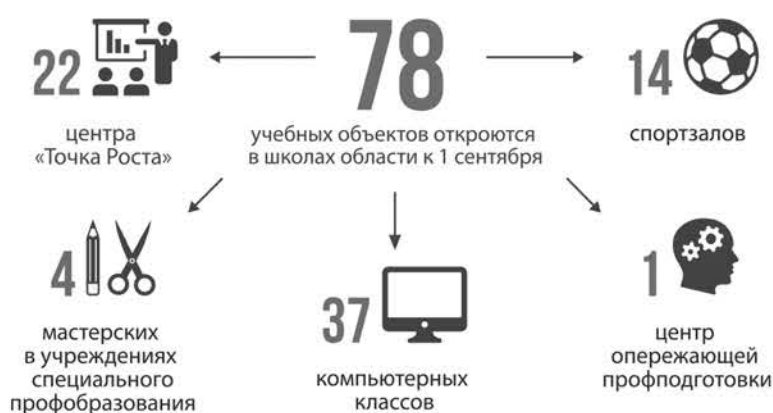 78
учебных объектов откроются
в школах области к 1 сентября
22
центра
«Точка Роста»
14
спортзалов
4
мастерских
в учреждениях
специального
профобразования
37
компьютерных
классов
1
центр
опережающей
профподготовки